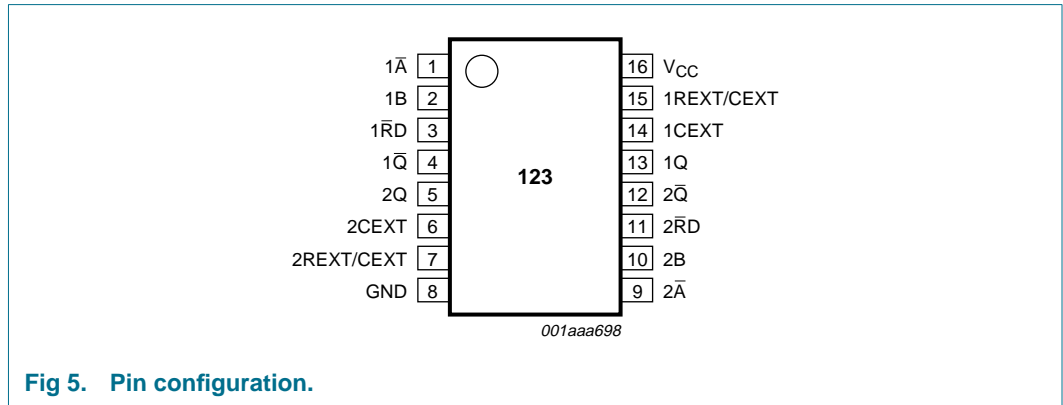 1A̅ 1 16 VCC
1B 2 15 1REXT/CEXT
1R̅D 3 14 1CEXT
1Q̅ 4 13 1Q
123
2Q 5 12 2Q̅
2CEXT 6 11 2R̅D
2REXT/CEXT 7 10 2B
GND 8 9 2A̅
001aaa698
Fig 5. Pin configuration.